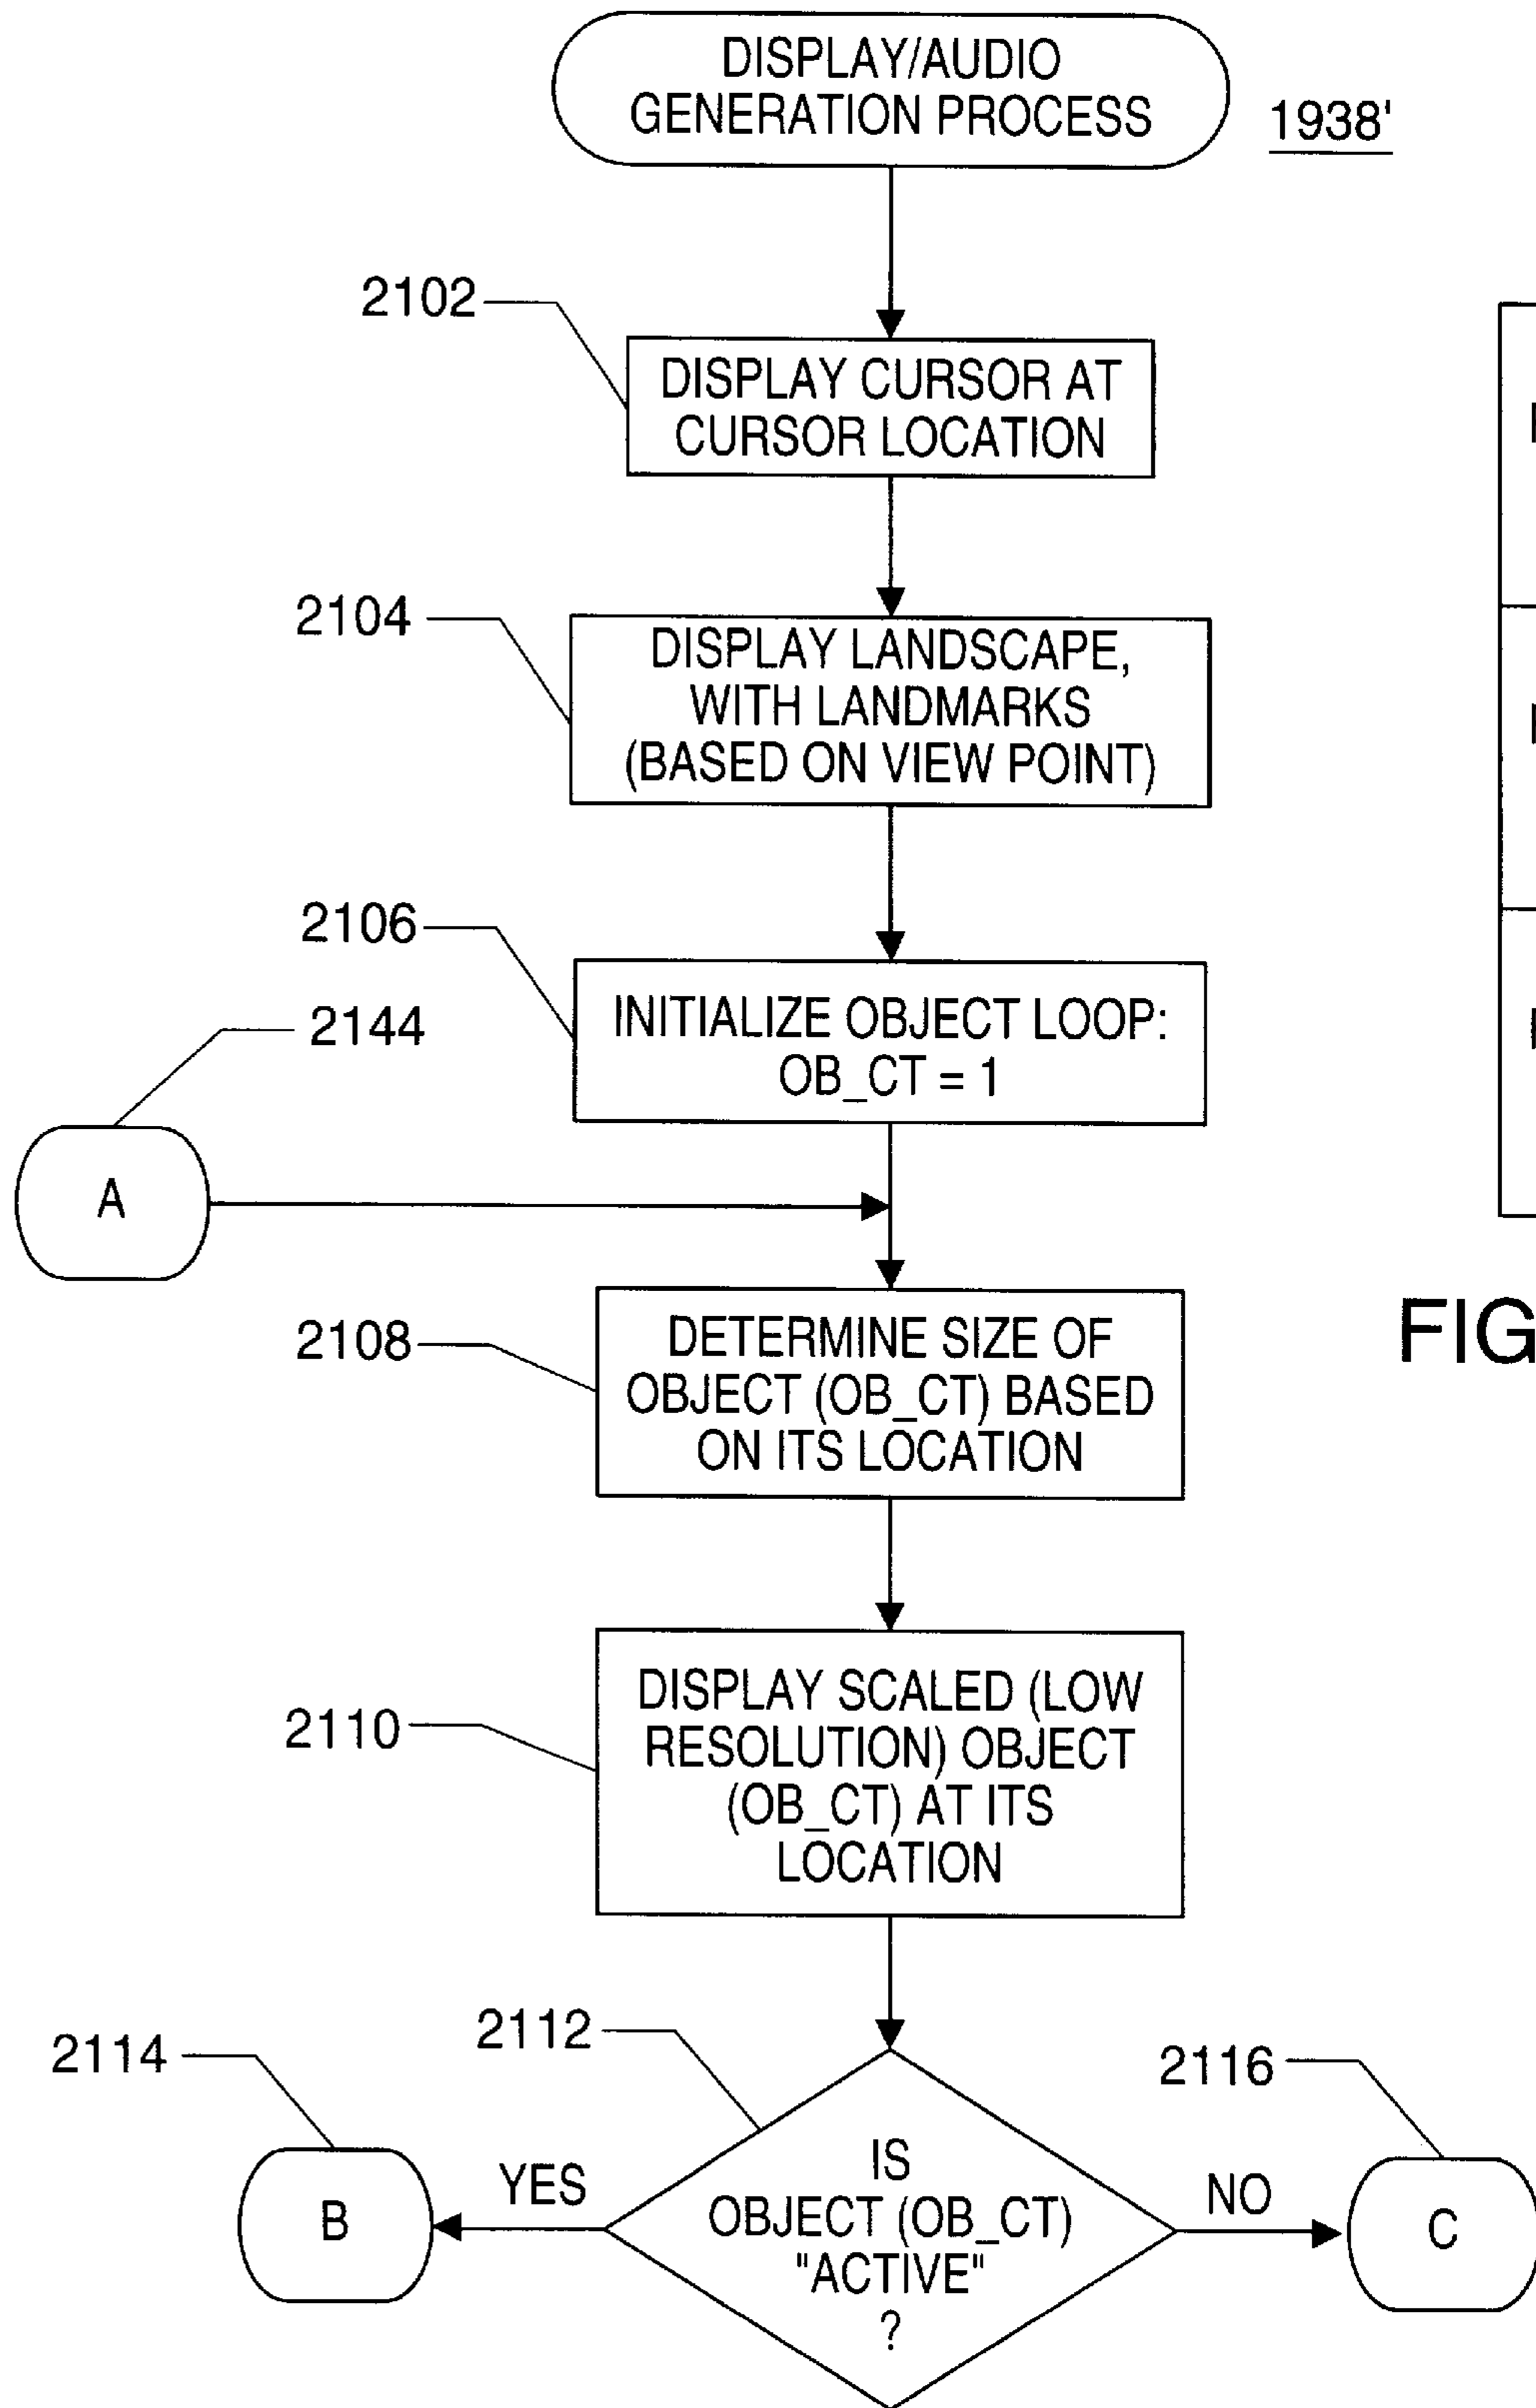 DISPLAY/AUDIO
GENERATION PROCESS
1938'
2102
DISPLAY CURSOR AT
CURSOR LOCATION
2104
DISPLAY LANDSCAPE,
WITH LANDMARKS
(BASED ON VIEW POINT)
2106
INITIALIZE OBJECT LOOP:
OB_CT = 1
2144
A
2108
DETERMINE SIZE OF
OBJECT (OB_CT) BASED
ON ITS LOCATION
FIG
2110
DISPLAY SCALED (LOW
RESOLUTION) OBJECT
(OB_CT) AT ITS
LOCATION
2112
2114
2116
B
YES
IS
OBJECT (OB_CT)
"ACTIVE"
?
NO
C